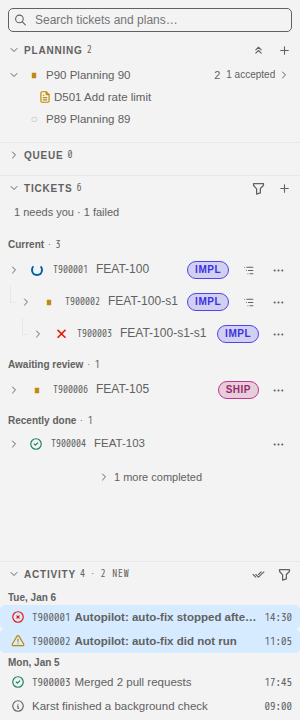 Search tickets and plans…
PLANNING 2
P90 Planning 90 2 1 accepted
D501 Add rate limit
P89 Planning 89
QUEUE 0
TICKETS 6
1 needs you · 1 failed
Current · 3
T900001 FEAT-100 IMPL
T900002 FEAT-100-s1 IMPL
T900003 FEAT-100-s1-s1 IMPL
Awaiting review · 1
T900006 FEAT-105 SHIP
Recently done · 1
T900004 FEAT-103
1 more completed
ACTIVITY 4 · 2 NEW
Tue, Jan 6
T900001 Autopilot: auto-fix stopped afte… 14:30
T900002 Autopilot: auto-fix did not run 11:05
Mon, Jan 5
T900003 Merged 2 pull requests 17:45
Karst finished a background check 09:00